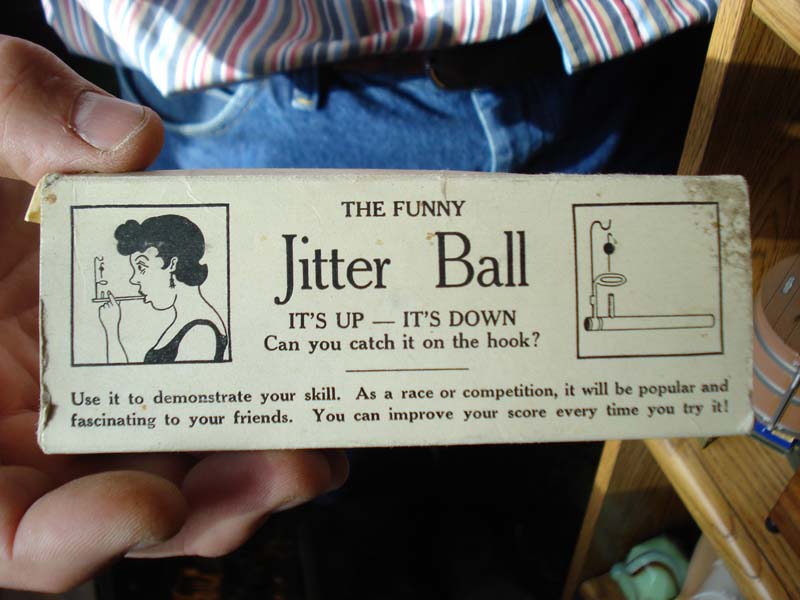 THE FUNNY
Jitter Ball
IT'S UP — IT'S DOWN
Can you catch it on the hook?
Use it to demonstrate your skill. As a race or competition, it will be popular and
fascinating to your friends. You can improve your score every time you try it!